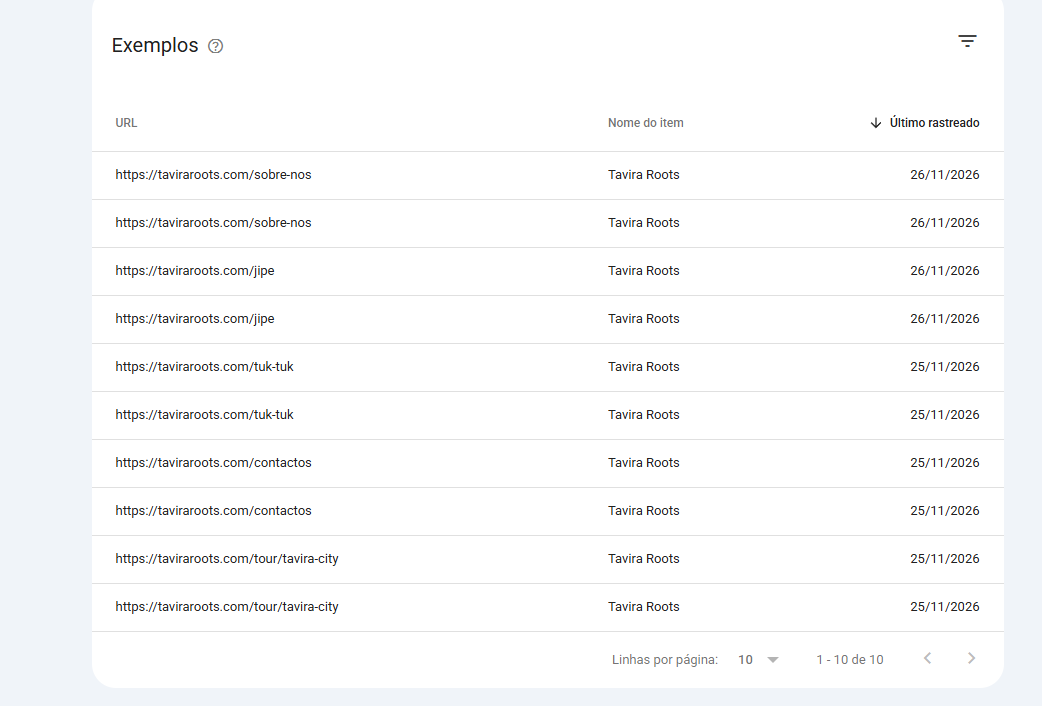 Exemplos
URL Nome do item Último rastreado
https://taviraroots.com/sobre-nos Tavira Roots 26/11/2026
https://taviraroots.com/sobre-nos Tavira Roots 26/11/2026
https://taviraroots.com/jipe Tavira Roots 26/11/2026
https://taviraroots.com/jipe Tavira Roots 26/11/2026
https://taviraroots.com/tuk-tuk Tavira Roots 25/11/2026
https://taviraroots.com/tuk-tuk Tavira Roots 25/11/2026
https://taviraroots.com/contactos Tavira Roots 25/11/2026
https://taviraroots.com/contactos Tavira Roots 25/11/2026
https://taviraroots.com/tour/tavira-city Tavira Roots 25/11/2026
https://taviraroots.com/tour/tavira-city Tavira Roots 25/11/2026
Linhas por página: 10 1 - 10 de 10